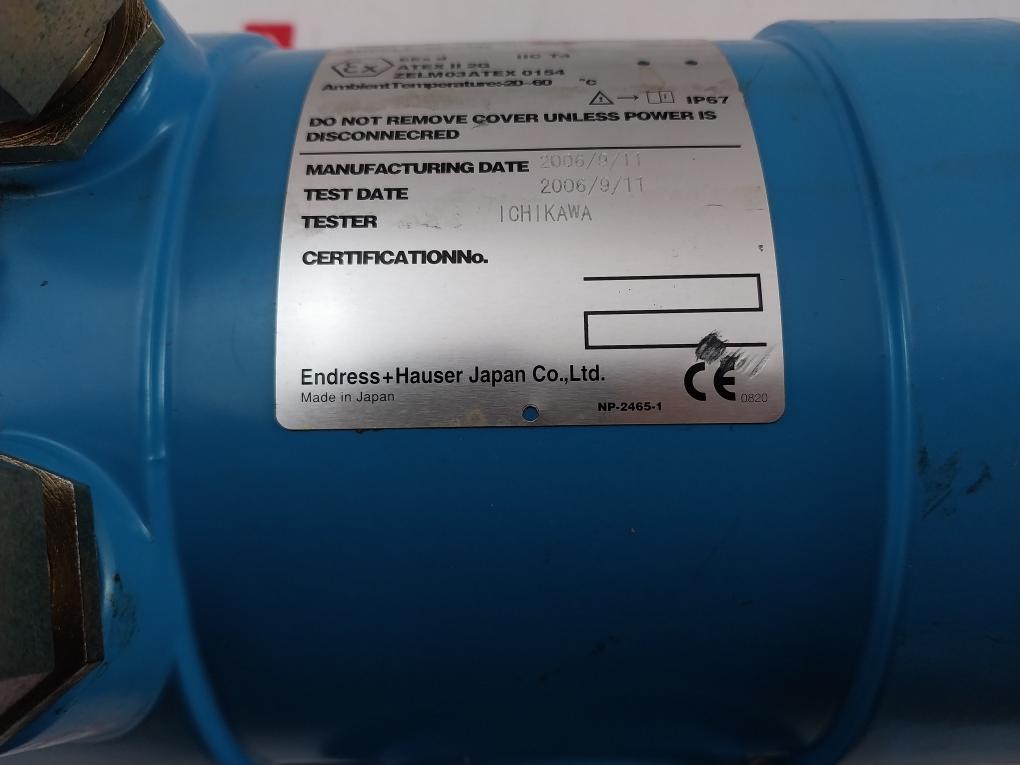 EEx d IIC T4
Ex ATEX II 2G
ZELM03ATEX 0154
AmbientTemperature:-20~60 °C
IP67
DO NOT REMOVE COVER UNLESS POWER IS
DISCONNECRED
MANUFACTURING DATE 2006/9/11
TEST DATE 2006/9/11
TESTER ICHIKAWA
CERTIFICATIONNo.
Endress+Hauser Japan Co.,Ltd.
Made in Japan
NP-2465-1
CE 0820